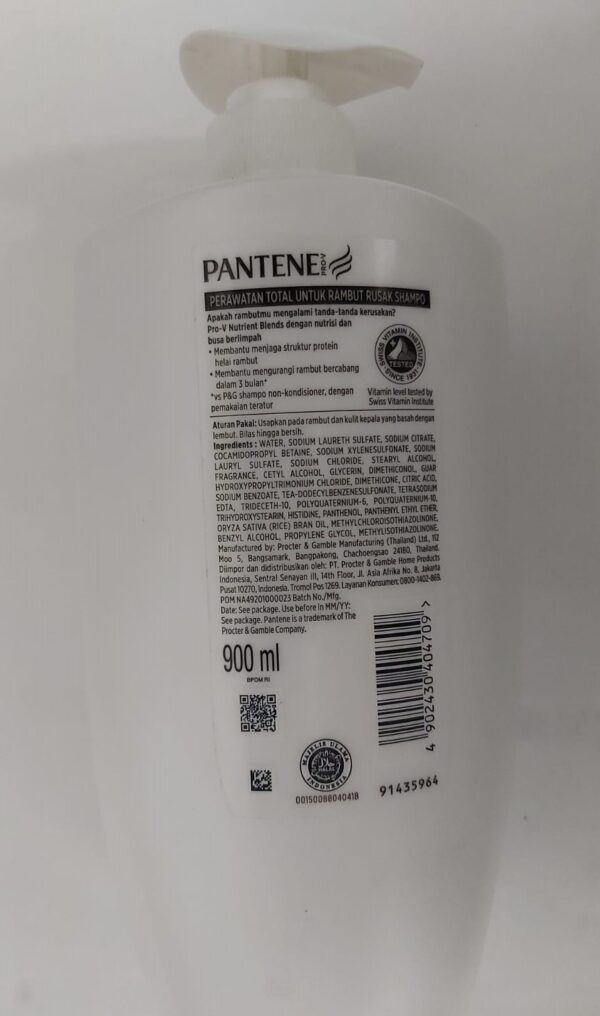 PANTENE PRO-V
PERAWATAN TOTAL UNTUK RAMBUT RUSAK SHAMPO
Apakah rambutmu mengalami tanda-tanda kerusakan?
Pro-V Nutrient Blends dengan nutrisi dan
busa berlimpah
• Membantu menjaga struktur protein
helai rambut
• Membantu mengurangi rambut bercabang
dalam 3 bulan*
*vs P&G shampo non-kondisioner, dengan
pemakaian teratur
SWISS VITAMIN INSTITUTE
TESTED
SINCE 1931
Vitamin level tested by
Swiss Vitamin Institute
Aturan Pakai: Usapkan pada rambut dan kulit kepala yang basah dengan
lembut. Bilas hingga bersih.
Ingredients : WATER, SODIUM LAURETH SULFATE, SODIUM CITRATE,
COCAMIDOPROPYL BETAINE, SODIUM XYLENESULFONATE, SODIUM
LAURYL SULFATE, SODIUM CHLORIDE, STEARYL ALCOHOL,
FRAGRANCE, CETYL ALCOHOL, GLYCERIN, DIMETHICONOL, GUAR
HYDROXYPROPYLTRIMONIUM CHLORIDE, DIMETHICONE, CITRIC ACID,
SODIUM BENZOATE, TEA-DODECYLBENZENESULFONATE, TETRASODIUM
EDTA, TRIDECETH-10, POLYQUATERNIUM-6, POLYQUATERNIUM-10,
TRIHYDROXYSTEARIN, HISTIDINE, PANTHENOL, PANTHENYL ETHYL ETHER,
ORYZA SATIVA (RICE) BRAN OIL, METHYLCHLOROISOTHIAZOLINONE,
BENZYL ALCOHOL, PROPYLENE GLYCOL, METHYLISOTHIAZOLINONE.
Manufactured by: Procter & Gamble Manufacturing (Thailand) Ltd., 112
Moo 5, Bangsamark, Bangpakong, Chachoengsao 24180, Thailand.
Diimpor dan didistribusikan oleh: PT. Procter & Gamble Home Products
Indonesia, Sentral Senayan III, 14th Floor, Jl. Asia Afrika No. 8, Jakarta
Pusat 10270, Indonesia. Tromol Pos 1269. Layanan Konsumen: 0800-1402-869.
POM NA49201000023 Batch No./Mfg.
Date: See package. Use before in MM/YY:
See package. Pantene is a trademark of The
Procter & Gamble Company.
900 ml
BPOM RI
4 902430 404709 >
MAJELIS ULAMA
HALAL
INDONESIA
00150088040418
91435964